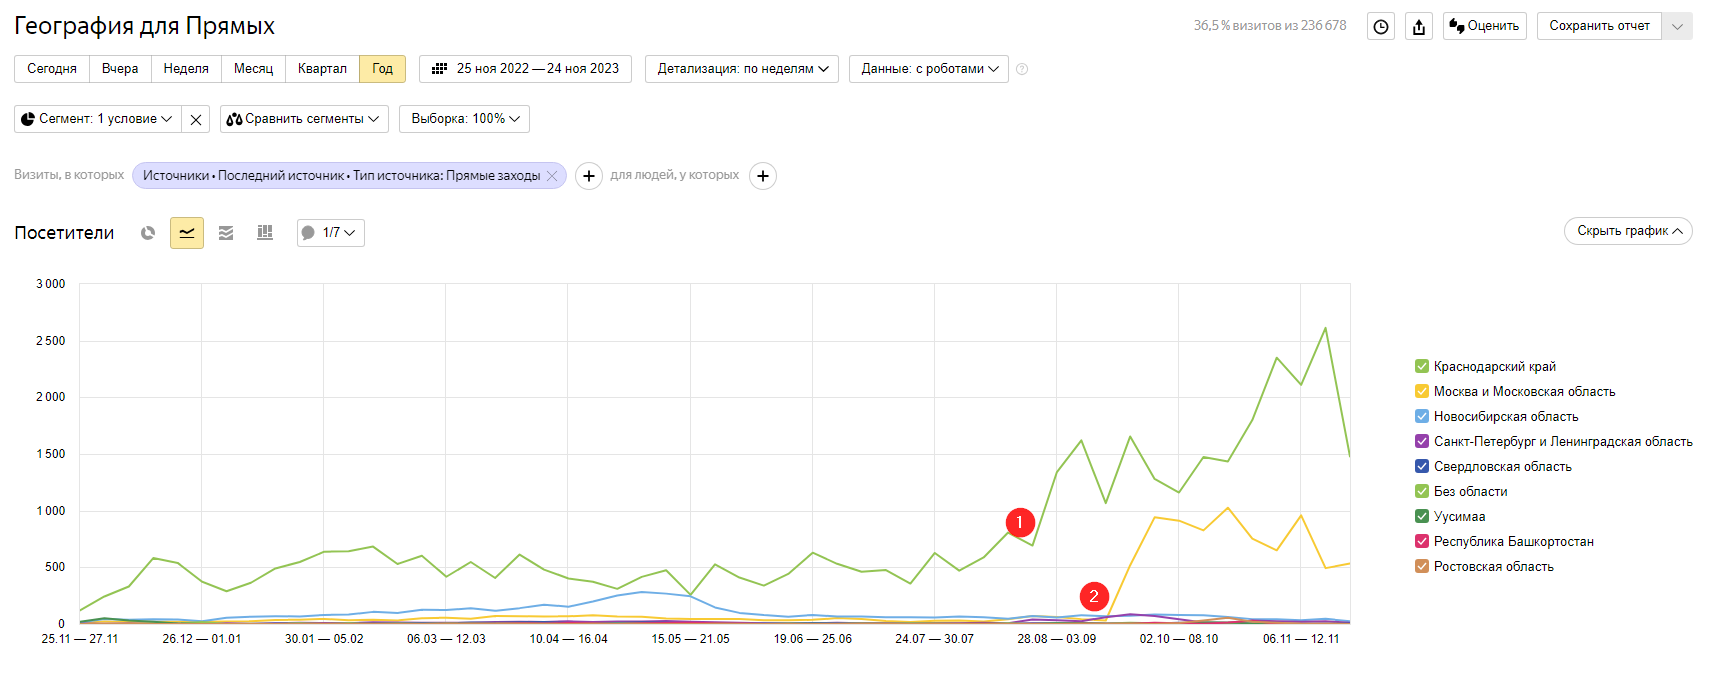 География для Прямых
36,5 % визитов из 236 678
Оценить
Сохранить отчет
Сегодня Вчера Неделя Месяц Квартал Год
25 ноя 2022 — 24 ноя 2023
Детализация: по неделям
Данные: с роботами
?
Сегмент: 1 условие
Сравнить сегменты
Выборка: 100%
Визиты, в которых
Источники • Последний источник • Тип источника: Прямые заходы
для людей, у которых
Посетители
1/7
Скрыть график
3 000
2 500
2 000
1 500
1 000
500
0
1
2
25.11 — 27.11 26.12 — 01.01 30.01 — 05.02 06.03 — 12.03 10.04 — 16.04 15.05 — 21.05 19.06 — 25.06 24.07 — 30.07 28.08 — 03.09 02.10 — 08.10 06.11 — 12.11
Краснодарский край
Москва и Московская область
Новосибирская область
Санкт-Петербург и Ленинградская область
Свердловская область
Без области
Уусимаа
Республика Башкортостан
Ростовская область